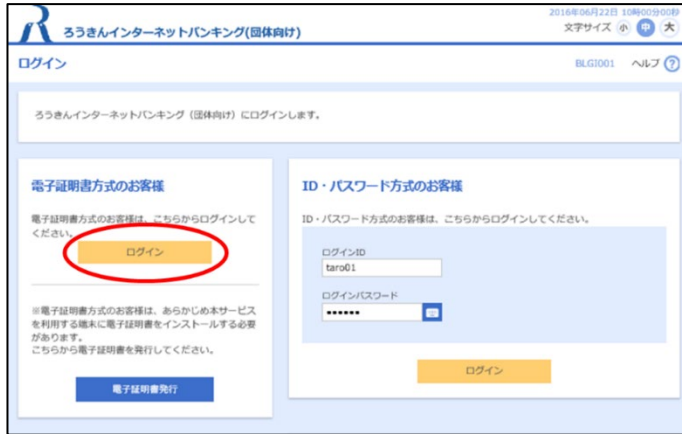 2016年06月22日 10時00分00秒
ろうきんインターネットバンキング(団体向け)
文字サイズ 小 中 大
ログイン
BLGI001 ヘルプ ?
ろうきんインターネットバンキング（団体向け）にログインします。
電子証明書方式のお客様
電子証明書方式のお客様は、こちらからログインして
ください。
ログイン
※電子証明書方式のお客様は、あらかじめ本サービス
を利用する端末に電子証明書をインストールする必要
があります。
こちらから電子証明書を発行してください。
電子証明書発行
ID・パスワード方式のお客様
ID・パスワード方式のお客様は、こちらからログインしてください。
ログインID
taro01
ログインパスワード
••••••
ログイン